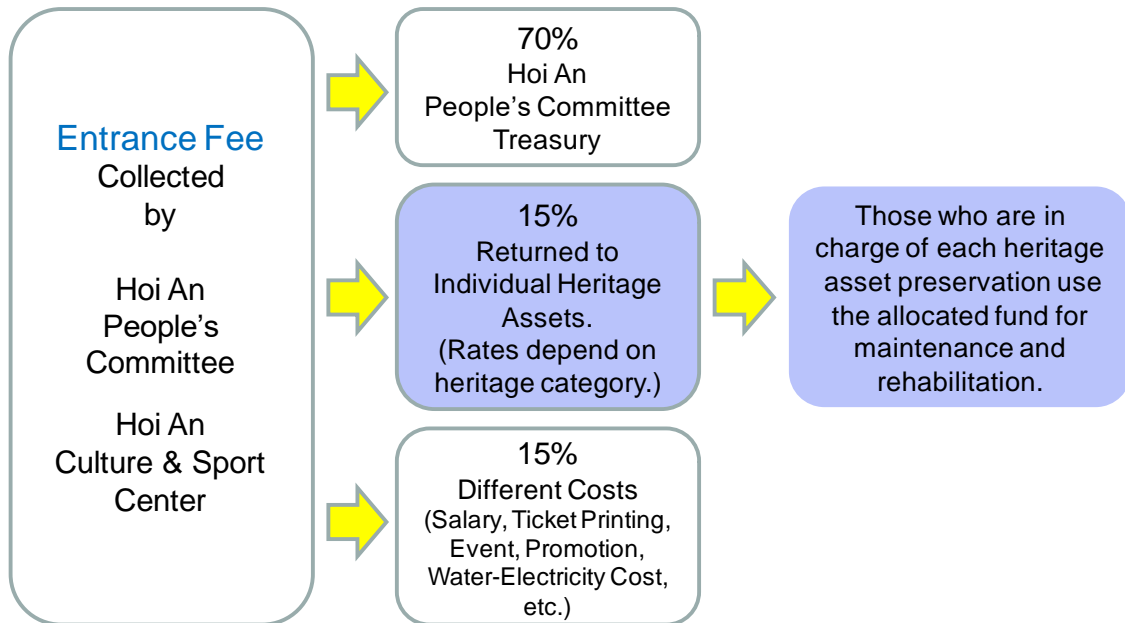 Entrance Fee
Collected
by
Hoi An
People's
Committee
Hoi An
Culture & Sport
Center
70%
Hoi An
People's Committee
Treasury
15%
Returned to
Individual Heritage
Assets.
(Rates depend on
heritage category.)
Those who are in
charge of each heritage
asset preservation use
the allocated fund for
maintenance and
rehabilitation.
15%
Different Costs
(Salary, Ticket Printing,
Event, Promotion,
Water-Electricity Cost,
etc.)